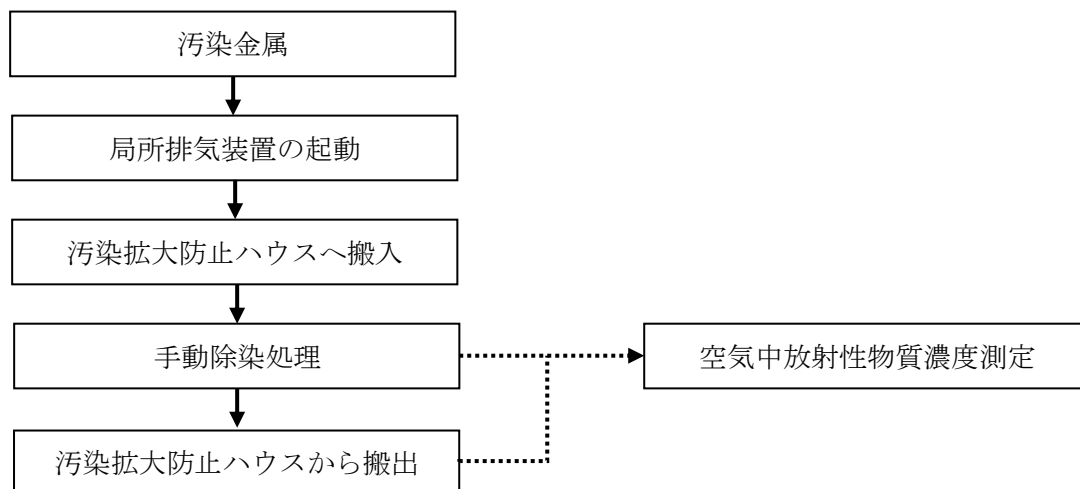 汚染金属
局所排気装置の起動
汚染拡大防止ハウスへ搬入
手動除染処理
空気中放射性物質濃度測定
汚染拡大防止ハウスから搬出